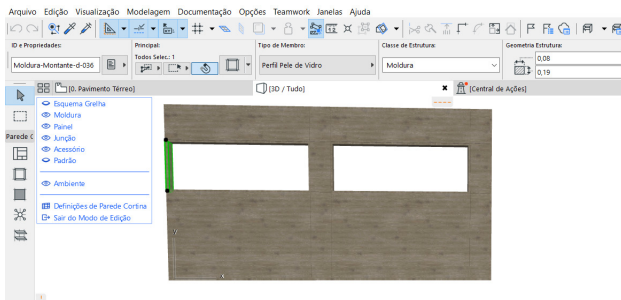 Arquivo Edição Visualização Modelagem Documentação Opções Teamwork Janelas Ajuda
ID e Propriedades: Principal: Tipo de Membro: Classe de Estrutura: Geometria Estrutura:
Todos Selec.: 1
Moldura-Montante-d-036 Perfil Pele de Vidro Moldura 0,08
0,19
[0. Pavimento Térreo] [3D / Tudo] [Central de Ações]
Esquema Grelha
Moldura
Parede C Painel
Junção
Acessório
Padrão
Ambiente
Definições de Parede Cortina
Sair do Modo de Edição
Y
X